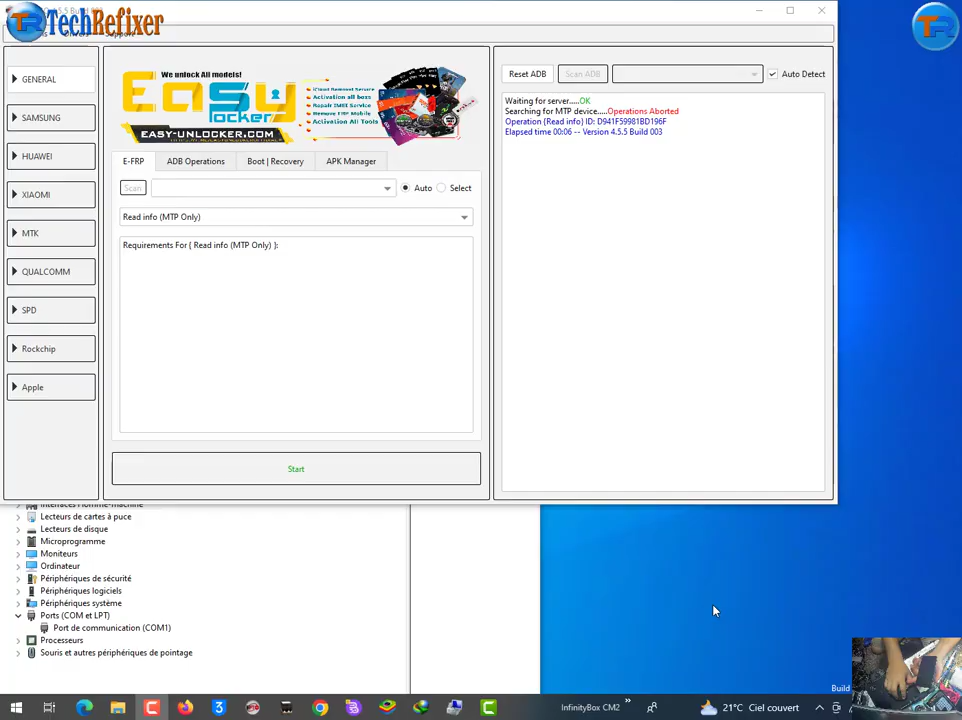 TechRefixer
Support
GENERAL
SAMSUNG
HUAWEI
XIAOMI
MTK
QUALCOMM
SPD
Rockchip
Apple
We unlock All models!
Easy
locker
EASY-UNLOCKER.COM
iCloud Remove Service
Activation all boxs
Repair IMEI Service
Remove FRP Mobile
Activation All Tools
E-FRP
ADB Operations
Boot | Recovery
APK Manager
Scan
Auto
Select
Read info (MTP Only)
Requirements For { Read info (MTP Only) }:
Start
Reset ADB
Scan ADB
Auto Detect
Waiting for server.....OK
Searching for MTP device.....Operations Aborted
Operation (Read info) ID: D941F59981BD196F
Elapsed time 00:06 -- Version 4.5.5 Build 003
Interfaces Homme-machine
Lecteurs de cartes à puce
Lecteurs de disque
Microprogramme
Moniteurs
Ordinateur
Périphériques de sécurité
Périphériques logiciels
Périphériques système
Ports (COM et LPT)
Port de communication (COM1)
Processeurs
Souris et autres périphériques de pointage
Build
InfinityBox CM2
21°C Ciel couvert